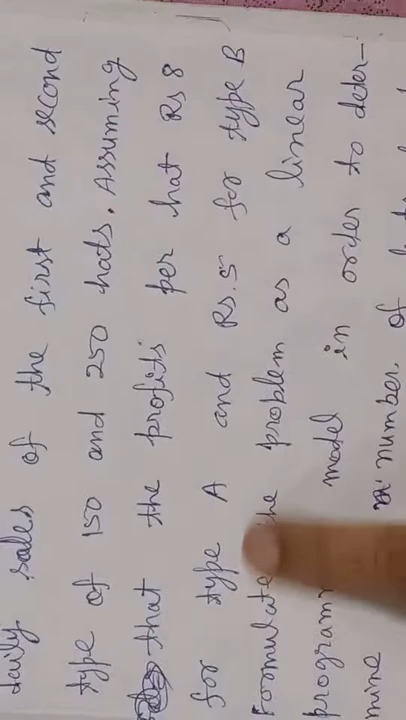 daily sales of the first and second
type of 150 and 250 hats. Assuming
that the profits per hat Rs 8
for type A and Rs. 5 for type B
Formulate the problem as a linear
model in order to deter-
mine number of